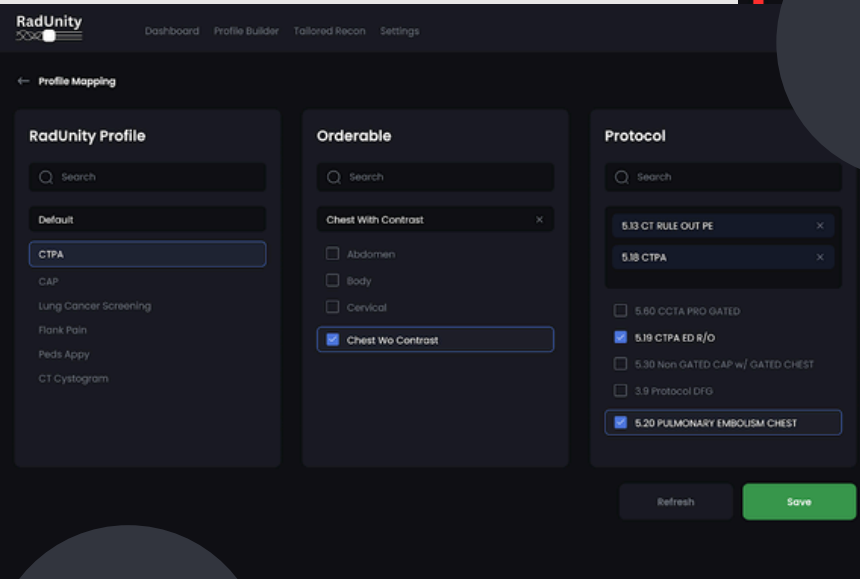 RadUnity
Dashboard Profile Builder Tailored Recon Settings
← Profile Mapping
RadUnity Profile
Search
Default
CTPA
CAP
Lung Cancer Screening
Flank Pain
Peds Appy
CT Cystogram
Orderable
Search
Chest With Contrast ×
Abdomen
Body
Cervical
Chest Wo Contrast
Protocol
Search
5.13 CT RULE OUT PE ×
5.18 CTPA ×
5.60 CCTA PRO GATED
5.19 CTPA ED R/O
5.30 Non GATED CAP w/ GATED CHEST
3.9 Protocol DFG
5.20 PULMONARY EMBOLISM CHEST
Refresh
Save